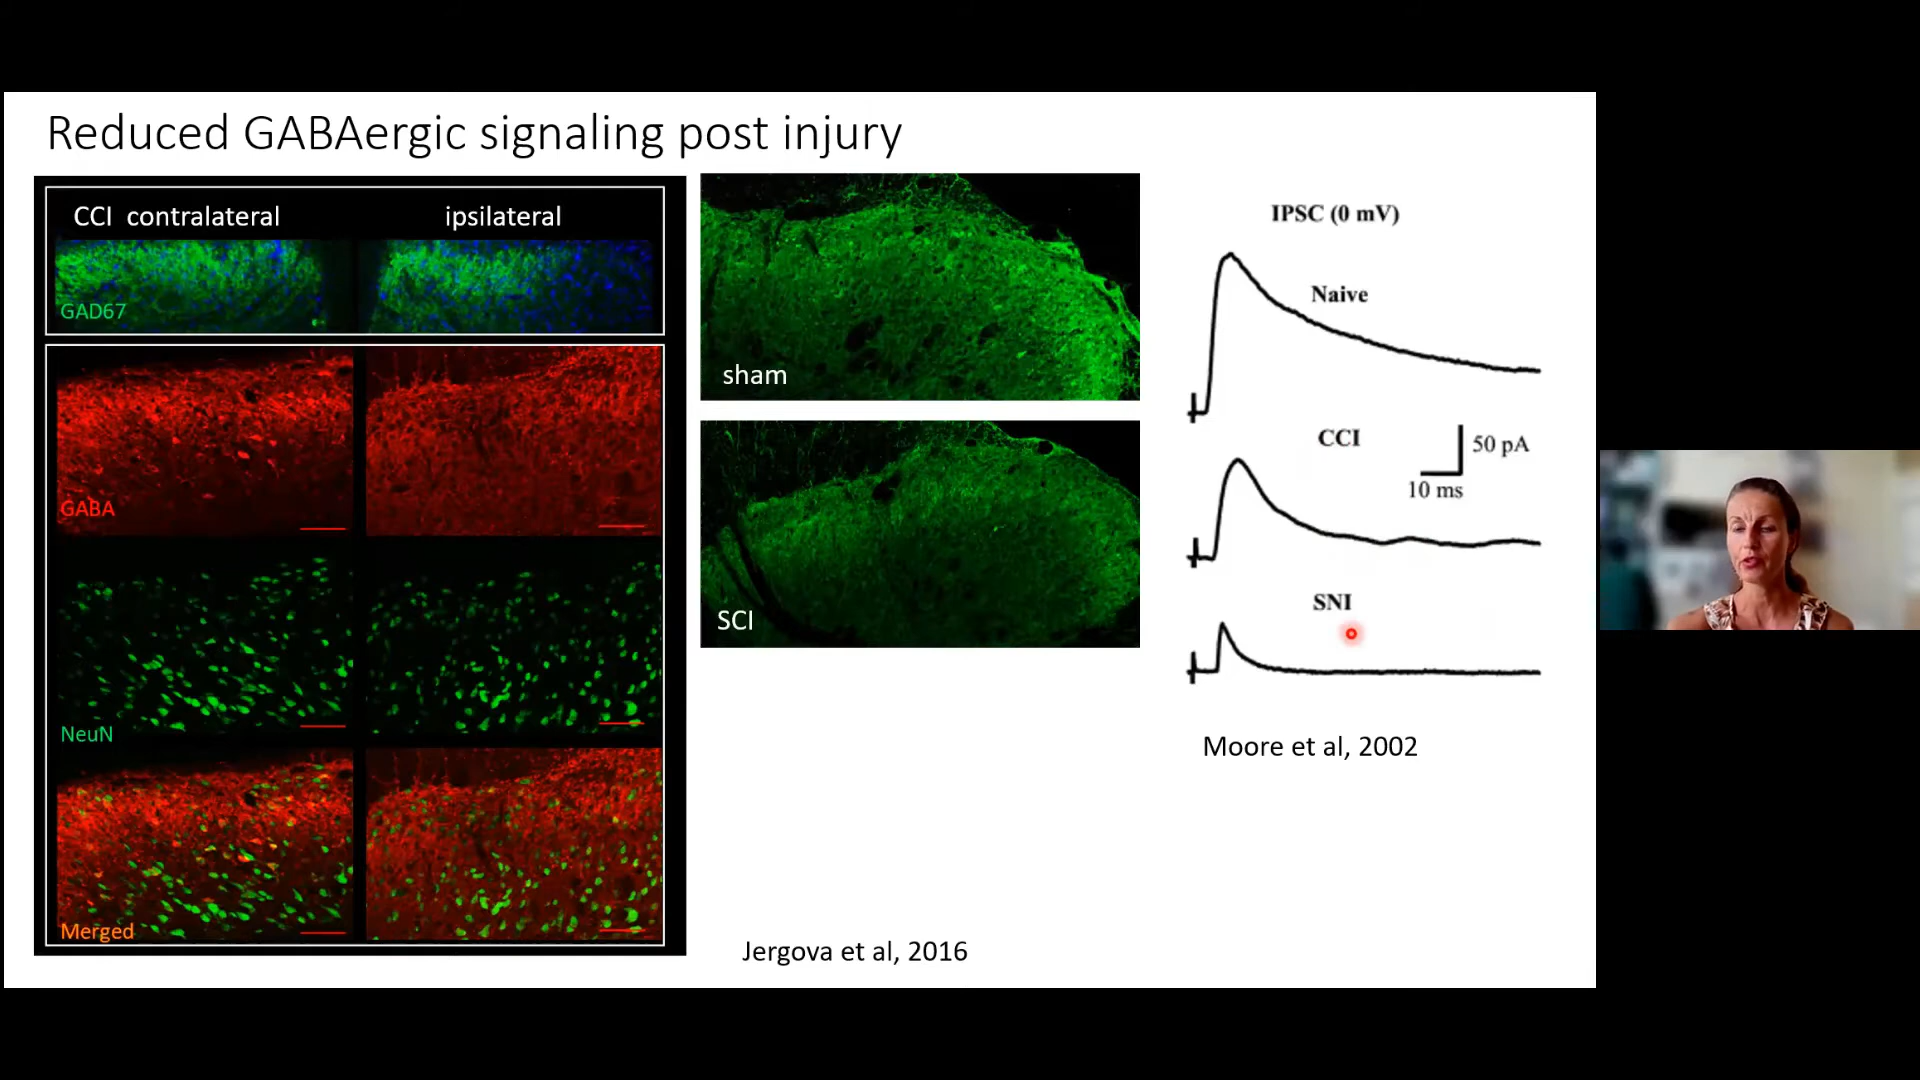 Reduced GABAergic signaling post injury
CCI contralateral
ipsilateral
GAD67
GABA
NeuN
Merged
sham
SCI
Jergova et al, 2016
IPSC (0 mV)
Naive
CCI
50 pA
10 ms
SNI
Moore et al, 2002